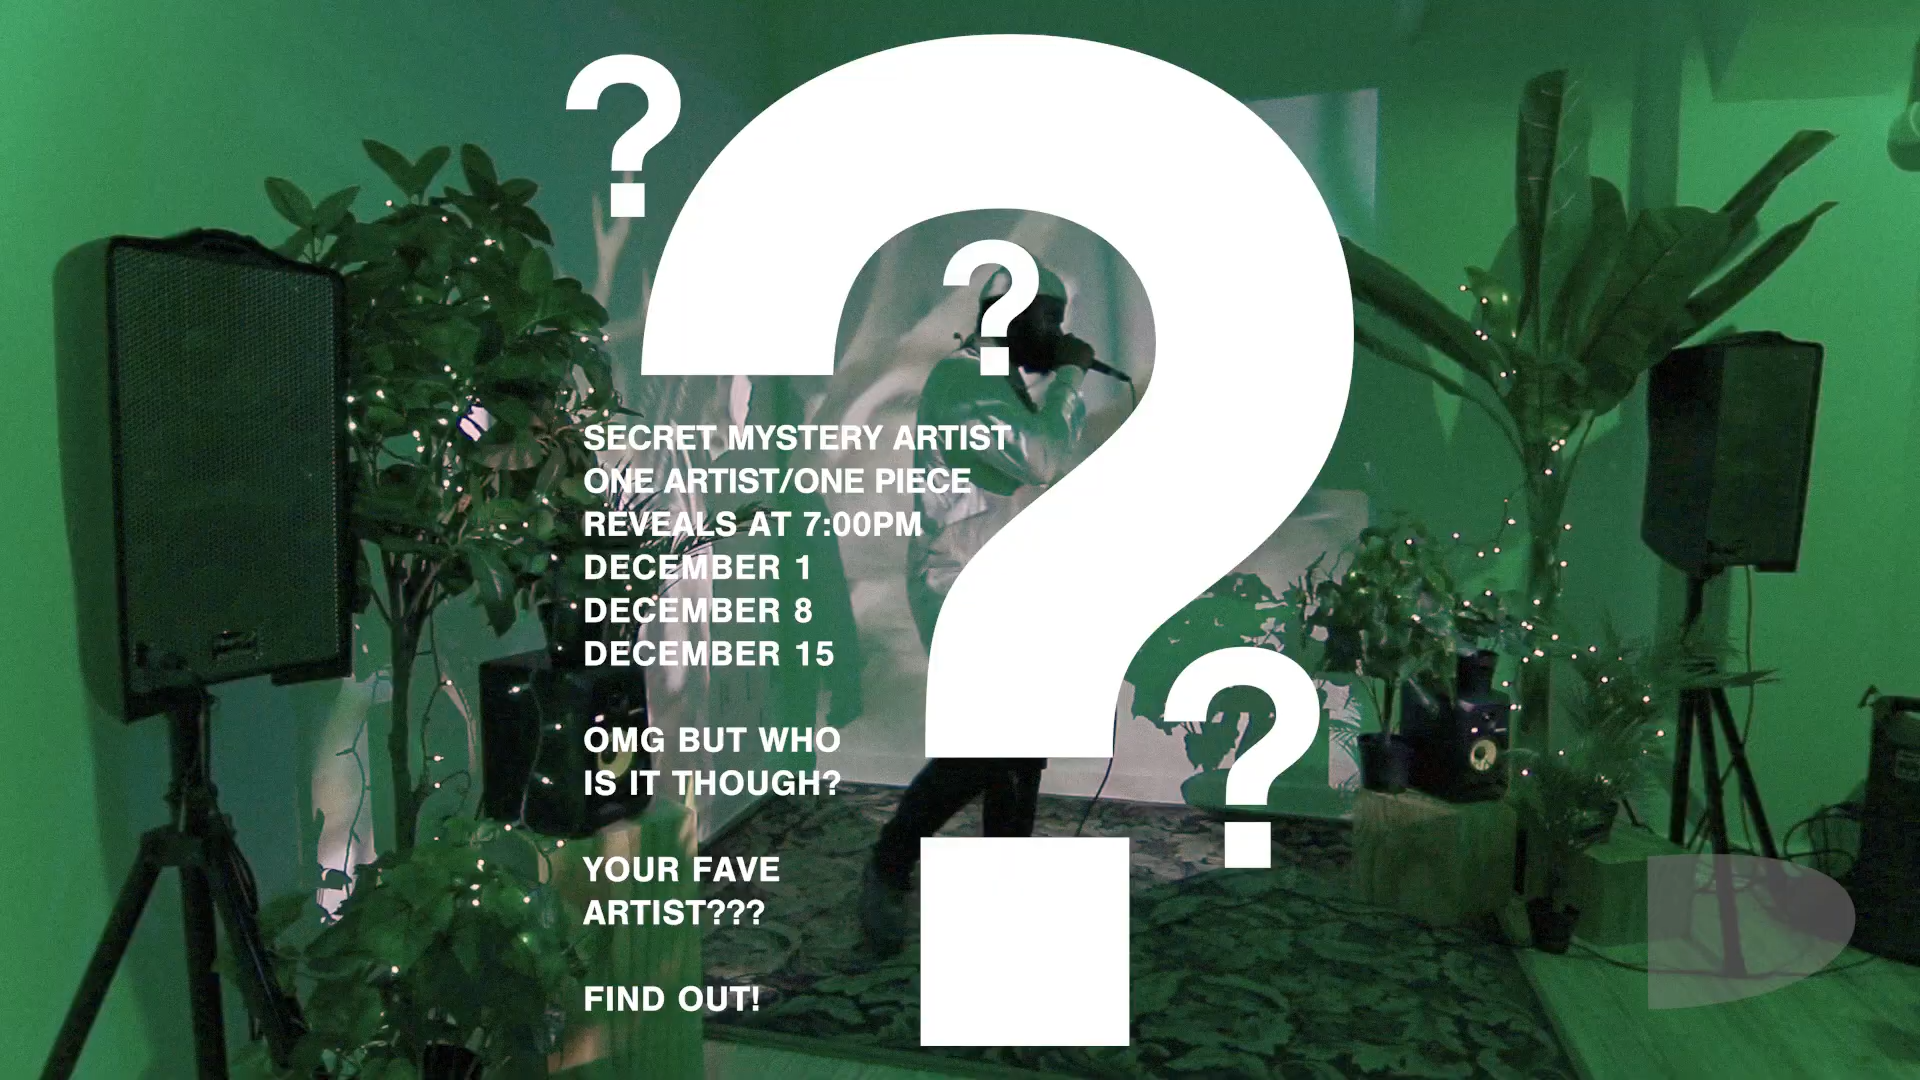 ?
?
?
SECRET MYSTERY ARTIST
ONE ARTIST/ONE PIECE
REVEALS AT 7:00PM
DECEMBER 1
DECEMBER 8
DECEMBER 15
?
OMG BUT WHO
IS IT THOUGH?
YOUR FAVE
ARTIST???
FIND OUT!